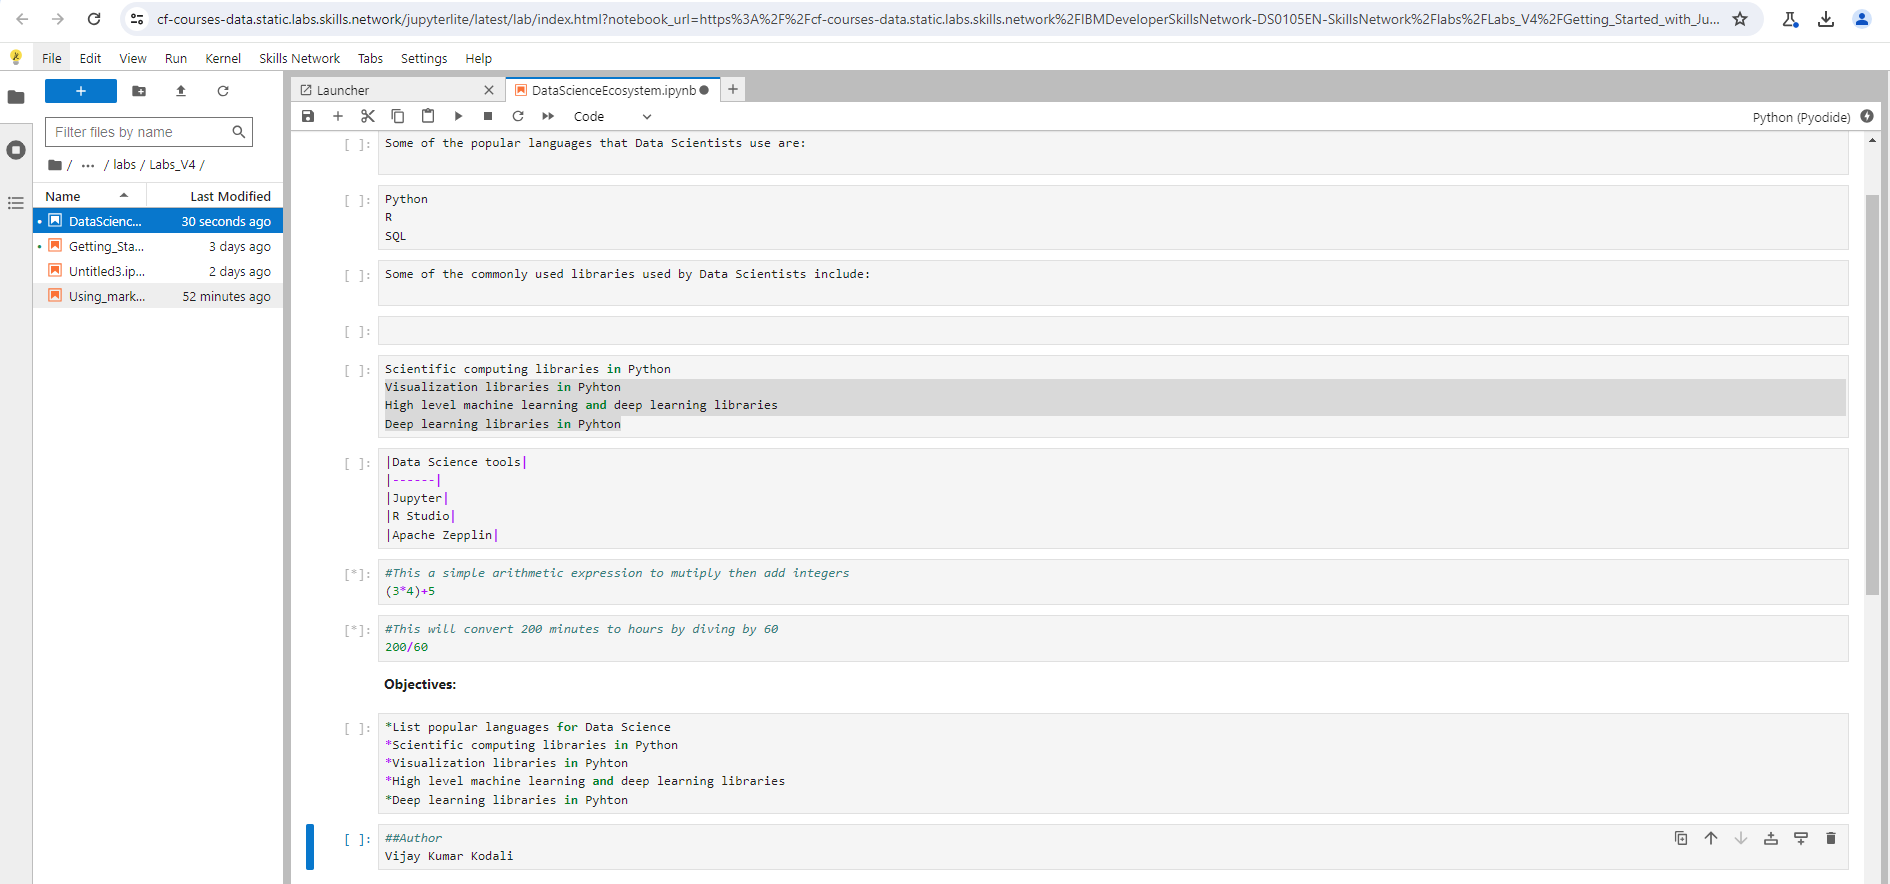 cf-courses-data.static.labs.skills.network/jupyterlite/latest/lab/index.html?notebook_url=https%3A%2F%2Fcf-courses-data.static.labs.skills.network%2FIBMDeveloperSkillsNetwork-DS0105EN-SkillsNetwork%2Flabs%2FLabs_V4%2FGetting_Started_with_Ju...
File Edit View Run Kernel Skills Network Tabs Settings Help
Launcher
DataScienceEcosystem.ipynb
Code
Python (Pyodide)
Filter files by name
/ ... / labs / Labs_V4 /
Name Last Modified
DataScienc... 30 seconds ago
Getting_Sta... 3 days ago
Untitled3.ip... 2 days ago
Using_mark... 52 minutes ago
[ ]: Some of the popular languages that Data Scientists use are:
[ ]: Python
R
SQL
[ ]: Some of the commonly used libraries used by Data Scientists include:
[ ]:
[ ]: Scientific computing libraries in Python
Visualization libraries in Pyhton
High level machine learning and deep learning libraries
Deep learning libraries in Pyhton
[ ]: |Data Science tools|
|------|
|Jupyter|
|R Studio|
|Apache Zepplin|
[*]: #This a simple arithmetic expression to mutiply then add integers
(3*4)+5
[*]: #This will convert 200 minutes to hours by diving by 60
200/60
Objectives:
[ ]: *List popular languages for Data Science
*Scientific computing libraries in Python
*Visualization libraries in Pyhton
*High level machine learning and deep learning libraries
*Deep learning libraries in Pyhton
[ ]: ##Author
Vijay Kumar Kodali